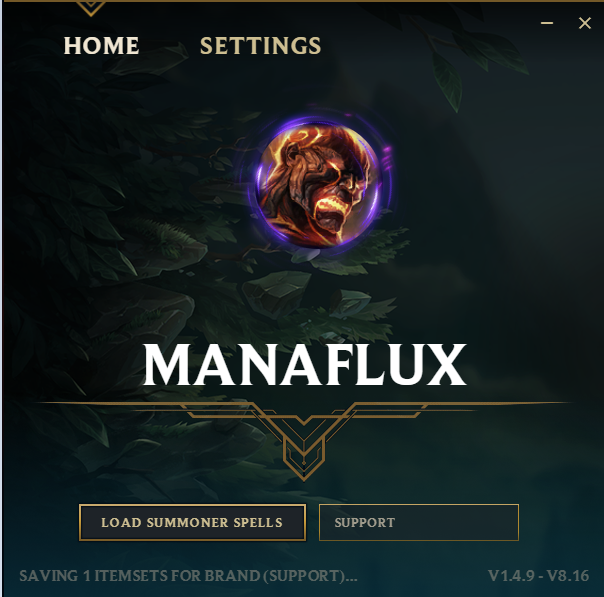 HOME
SETTINGS
MANAFLUX
LOAD SUMMONER SPELLS
SUPPORT
SAVING 1 ITEMSETS FOR BRAND (SUPPORT)...
V1.4.9 - V8.16